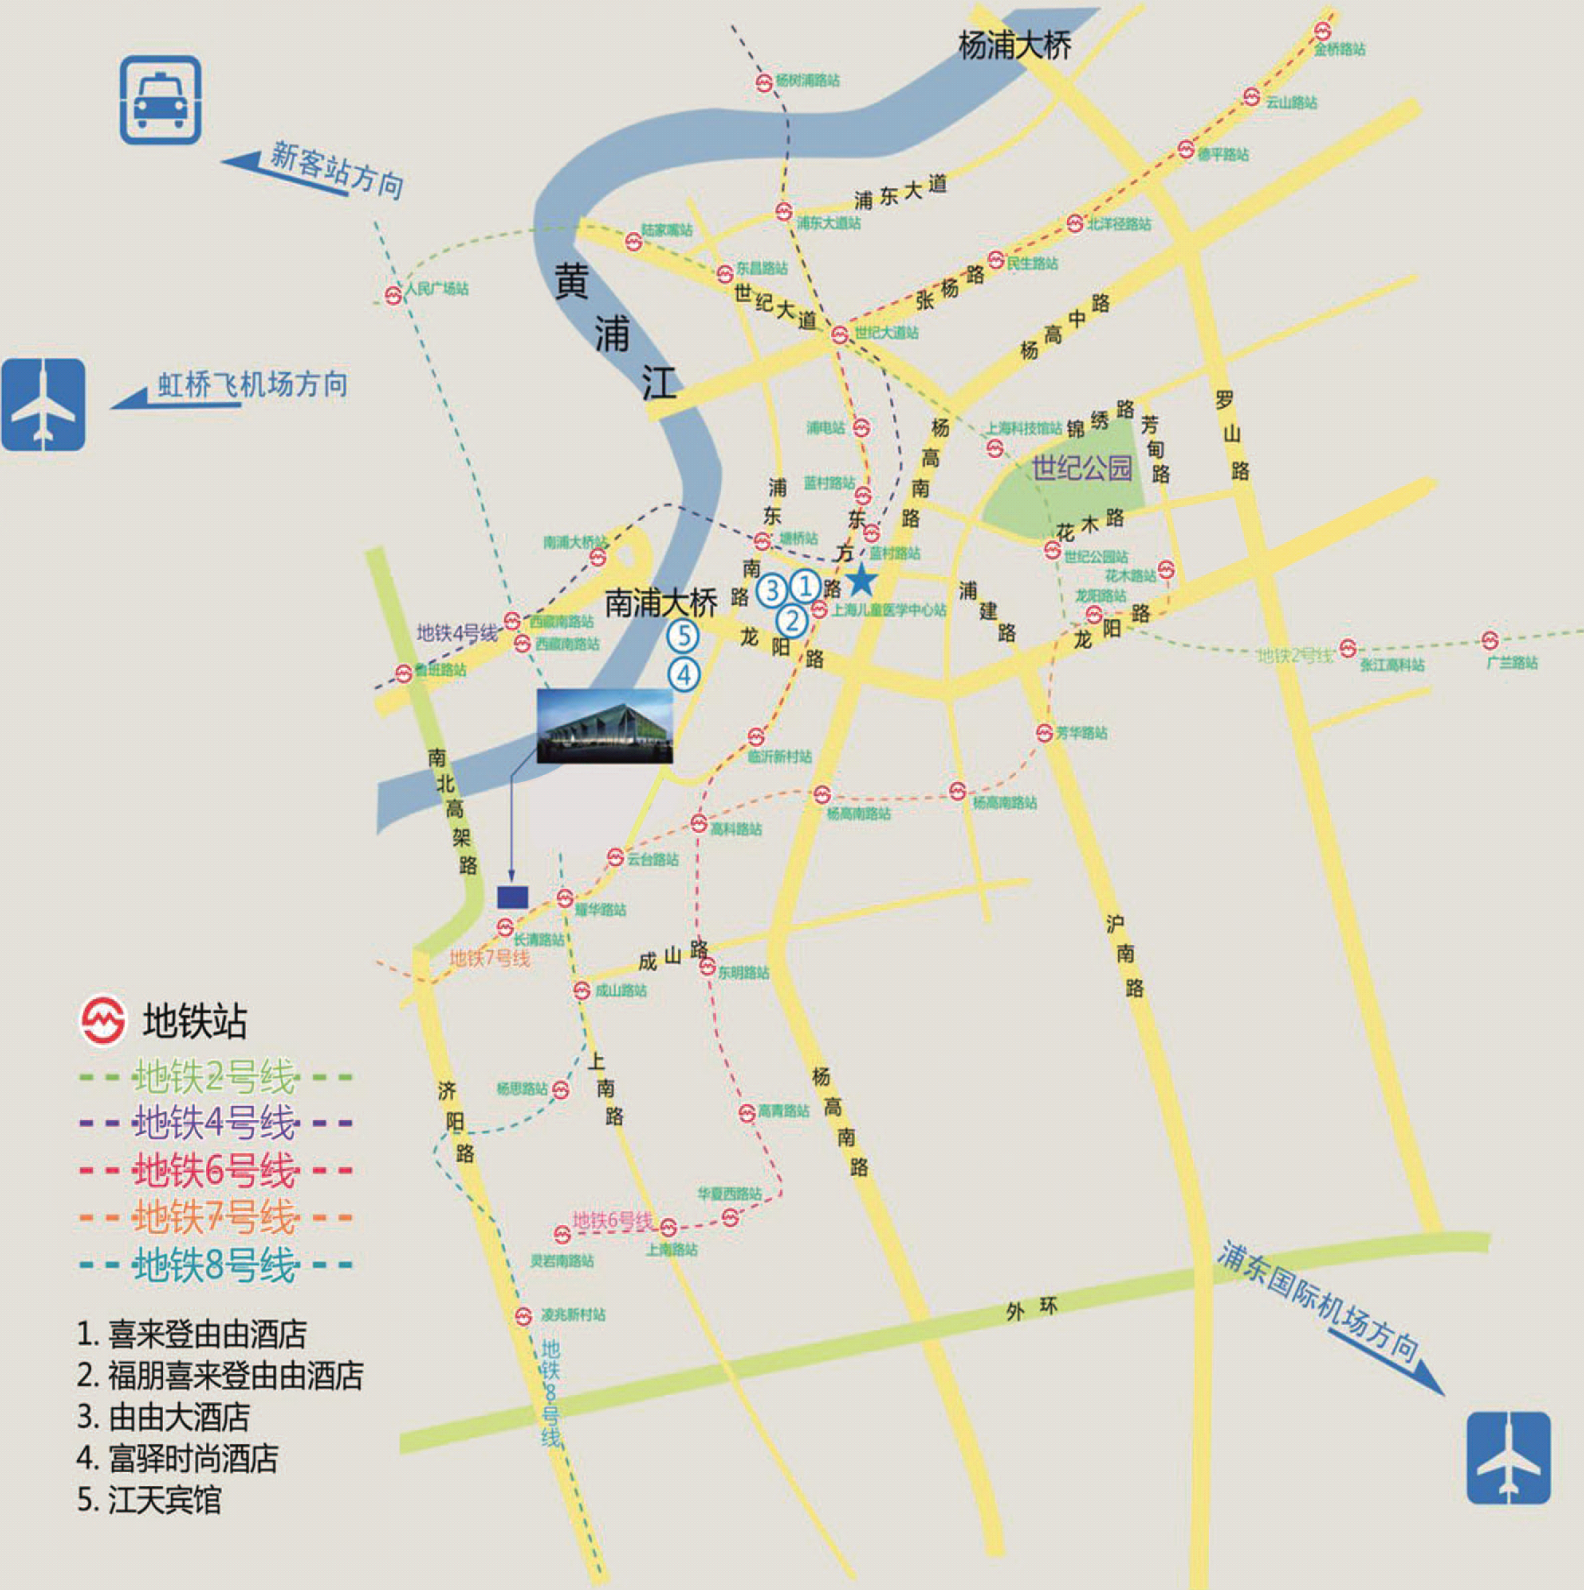 杨浦大桥
金桥路站
杨树浦路站
云山路站
新客站方向
德平路站
浦东大道
浦东大道站
北洋径路站
陆家嘴站
东昌路站
民生路站
人民广场站
黄浦江
世纪大道
张杨路
世纪大道站
杨高中路
虹桥飞机场方向
罗山路
浦电站
杨高南路
上海科技馆站
锦绣路
芳甸路
世纪公园
蓝村路站
浦东南路
东方路
花木路
南浦大桥站
塘桥站
蓝村路站
世纪公园站
花木路站
南浦大桥
3
1
2
5
4
上海儿童医学中心站
浦建路
龙阳路站
龙阳路
地铁4号线
西藏南路站
西藏南路站
鲁班路站
龙阳路
地铁2号线
张江高科站
广兰路站
芳华路站
临沂新村站
南北高架路
杨高南路站
杨高南路站
高科路站
云台路站
耀华路站
长清路站
地铁7号线
成山路
东明路站
成山路站
沪南路
地铁站
地铁2号线
地铁4号线
地铁6号线
地铁7号线
地铁8号线
济阳路
杨思路站
上南路
高青路站
杨高南路
华夏西路站
地铁6号线
上南路站
灵岩南路站
凌兆新村站
地铁8号线
外环
浦东国际机场方向
1. 喜来登由由酒店
2. 福朋喜来登由由酒店
3. 由由大酒店
4. 富驿时尚酒店
5. 江天宾馆